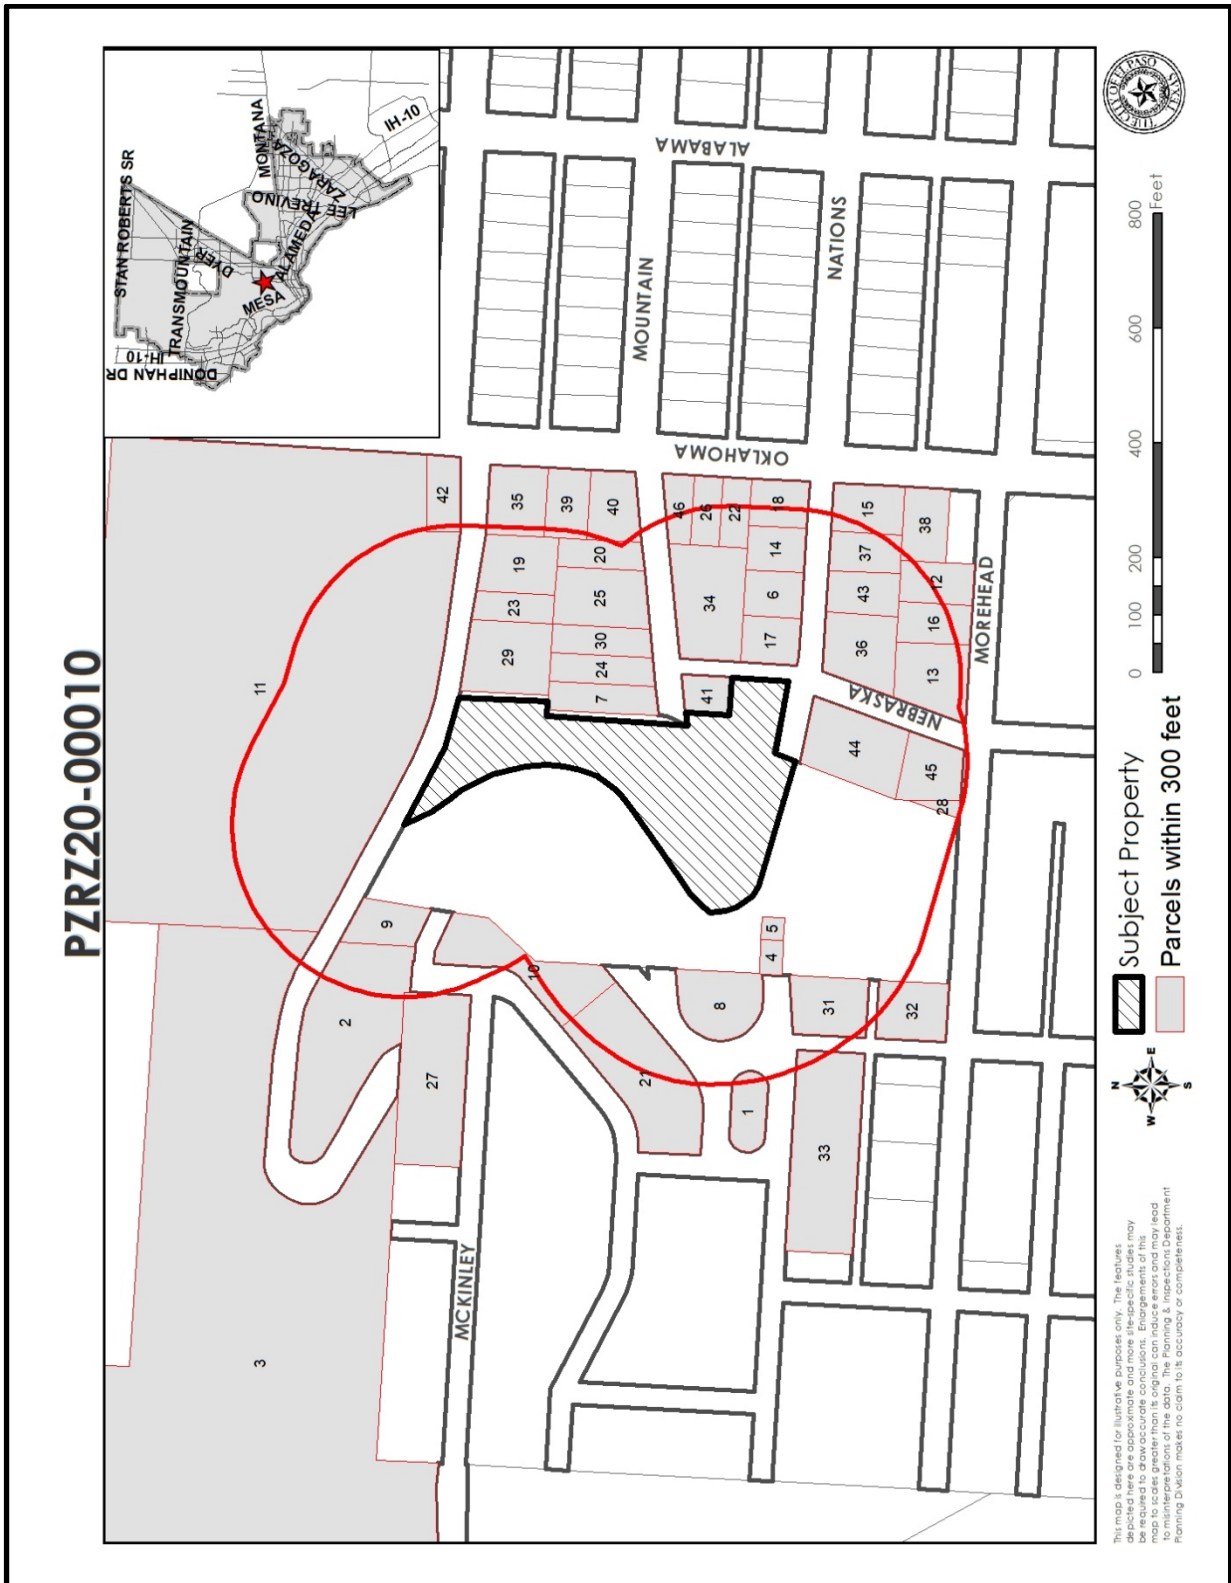 PZRZ20-00010
STAN ROBERTS SR
MONTANA
TRANSMOUNTAIN
DYER
ZARAGOZA
LEE TREVINO
IH-10
DONIPHAN DR
IH-10
MESA
ALAMEDA
11
42
35
39
40
19
23
20
25
29
30
24
7
46
26
22
18
34
14
6
17
41
15
38
37
43
12
16
36
13
44
45
28
9
10
2
27
3
4
5
8
31
32
21
1
33
MOUNTAIN
NATIONS
ALABAMA
OKLAHOMA
MOREHEAD
NEBRASKA
MCKINLEY
THE CITY OF EL PASO TEXAS
This map is designed for illustrative purposes only. The features
depicted here are approximate and more site-specific studies may
be required to draw accurate conclusions. Enlargements of this
map to scales greater than its original can induce errors and may lead
to misinterpretations of the data. The Planning & Inspections Department
Planning Division makes no claim to its accuracy or completeness.
N
W E
S
Subject Property
Parcels within 300 feet
0 100 200 400 600 800
Feet